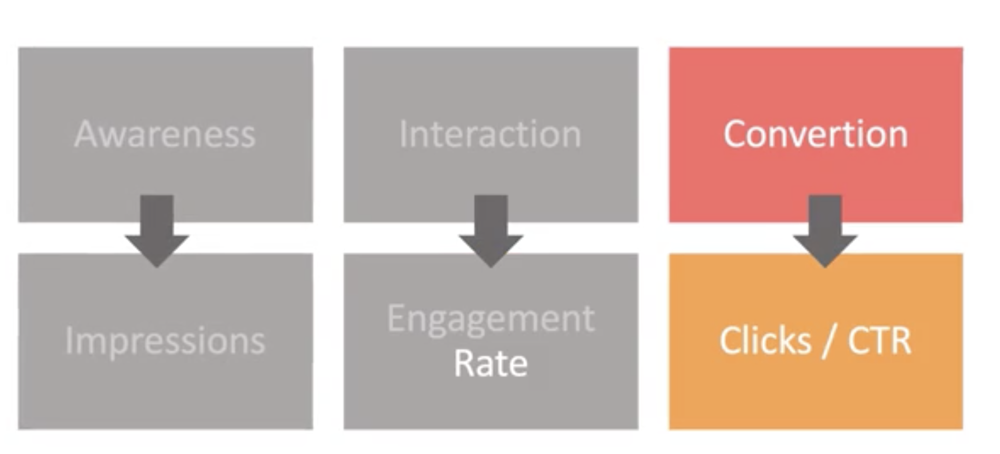 Awareness
Interaction
Convertion
Impressions
Engagement
Rate
Clicks / CTR